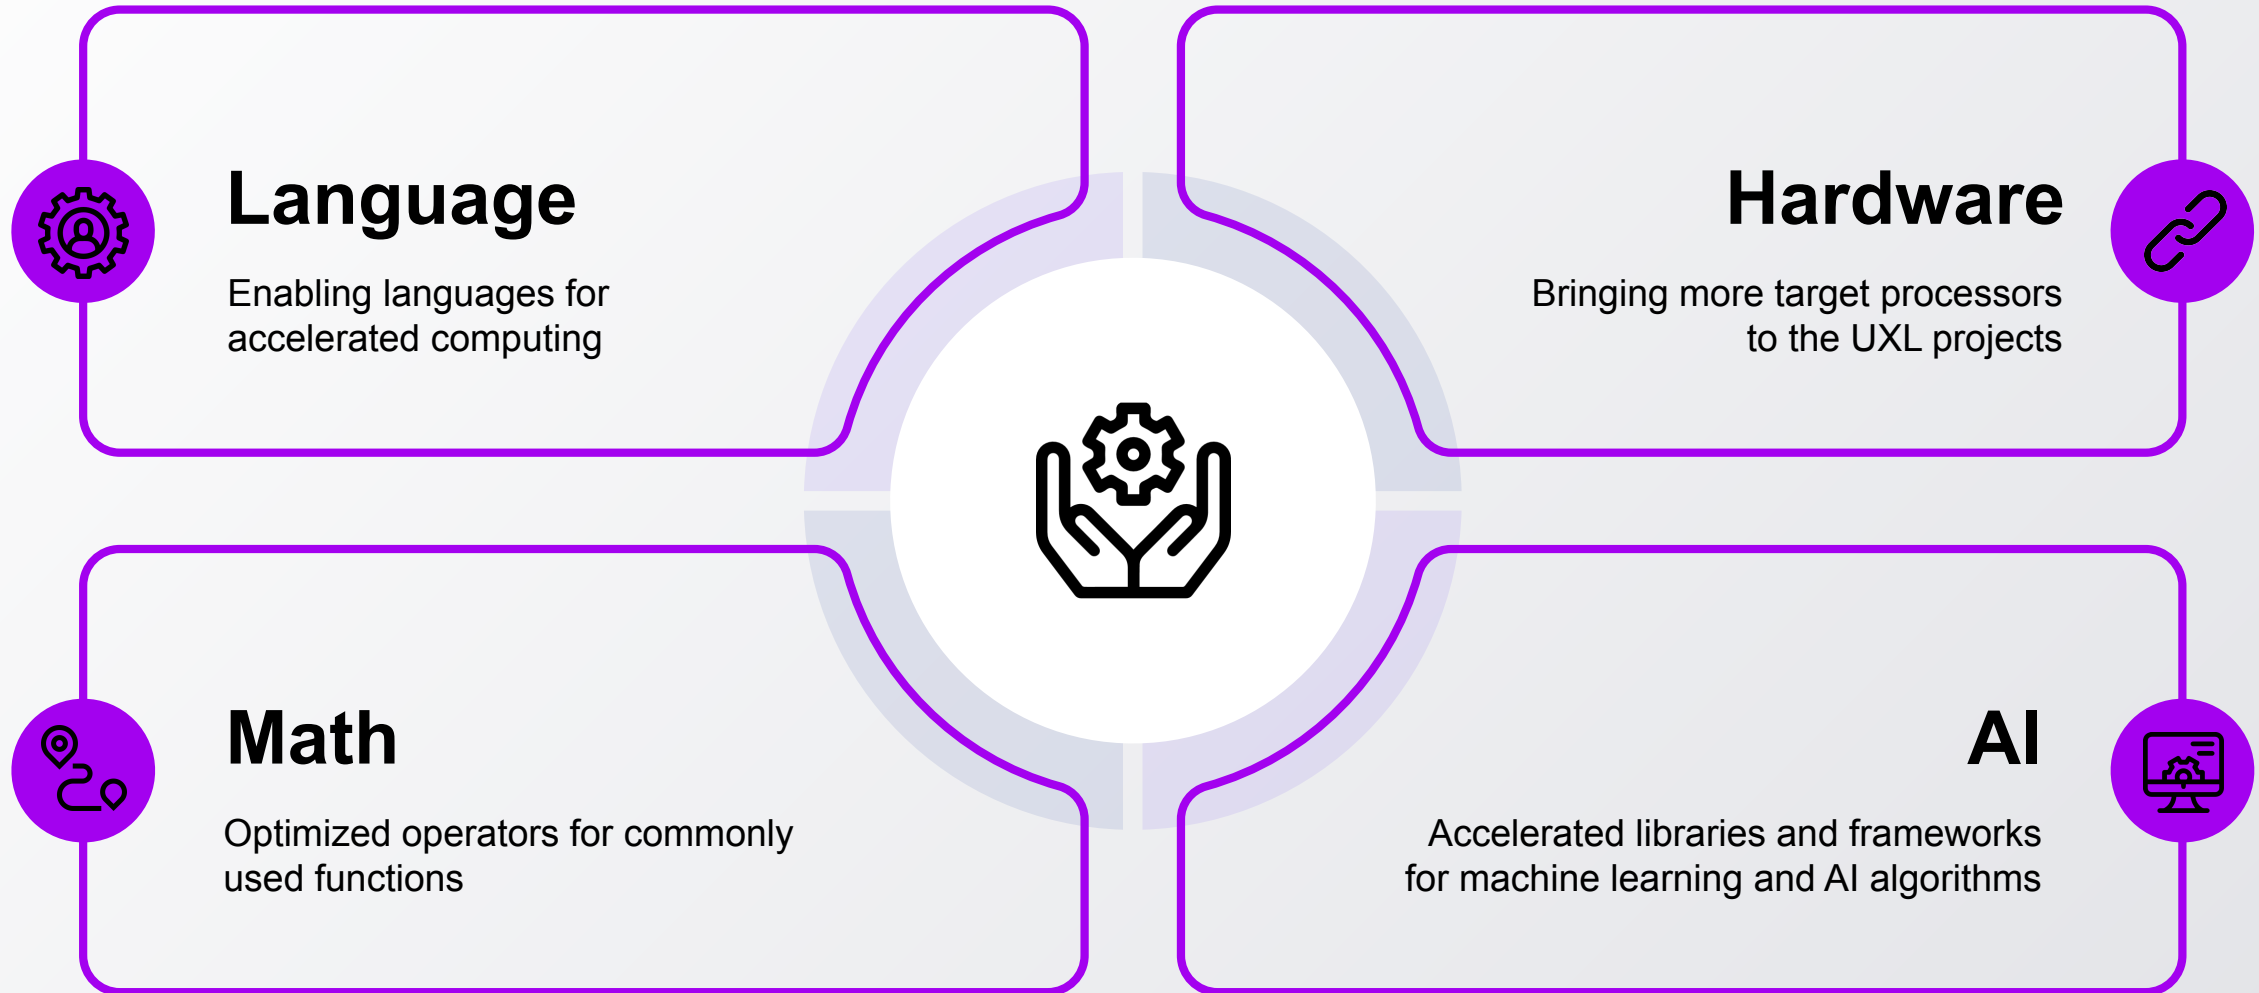 Language
Enabling languages for
accelerated computing
Hardware
Bringing more target processors
to the UXL projects
Math
Optimized operators for commonly
used functions
AI
Accelerated libraries and frameworks
for machine learning and AI algorithms